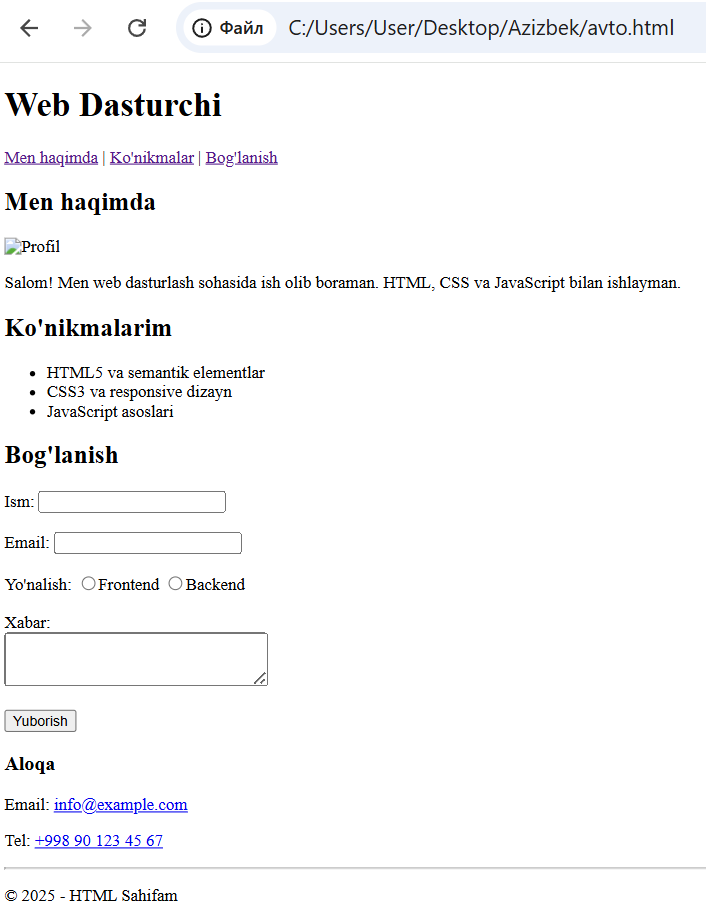 Файл C:/Users/User/Desktop/Azizbek/avto.html
Web Dasturchi
Men haqimda | Ko'nikmalar | Bog'lanish
Men haqimda
Profil
Salom! Men web dasturlash sohasida ish olib boraman. HTML, CSS va JavaScript bilan ishlayman.
Ko'nikmalarim
• HTML5 va semantik elementlar
• CSS3 va responsive dizayn
• JavaScript asoslari
Bog'lanish
Ism:
Email:
Yo'nalish: Frontend Backend
Xabar:
Yuborish
Aloqa
Email: info@example.com
Tel: +998 90 123 45 67
© 2025 - HTML Sahifam